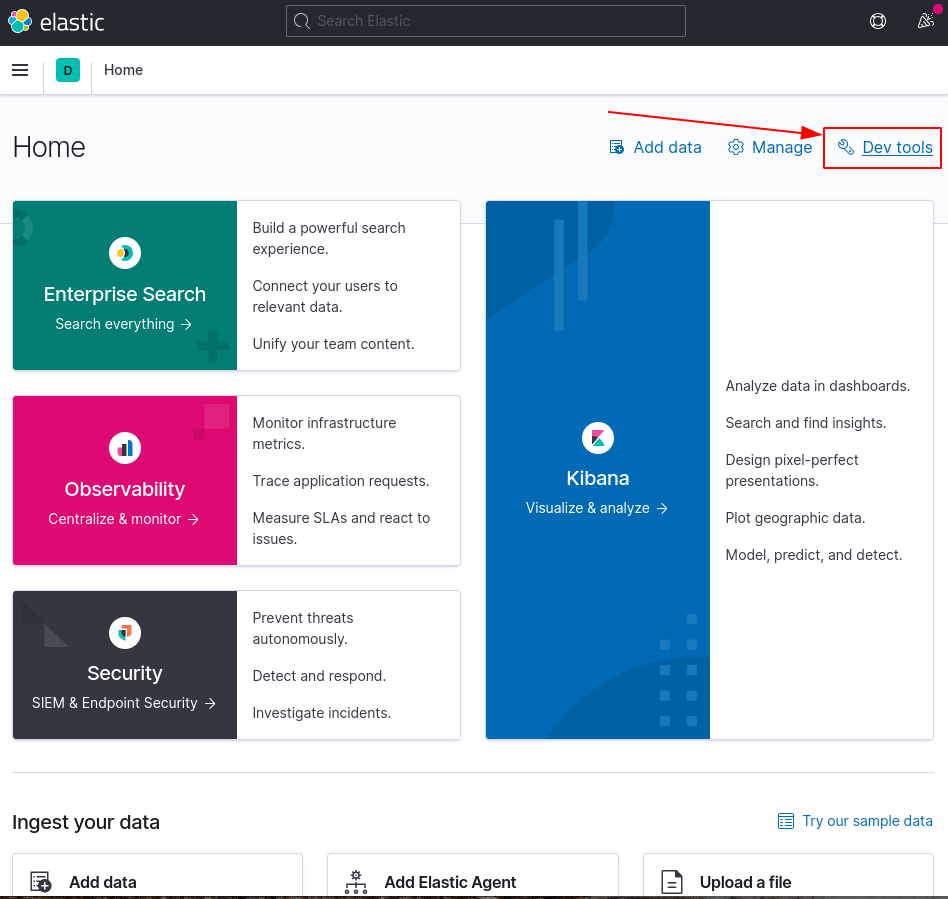 elastic
Search Elastic
D
Home
Home
Add data
Manage
Dev tools
Enterprise Search
Search everything →
Build a powerful search
experience.
Connect your users to
relevant data.
Unify your team content.
Observability
Centralize & monitor →
Monitor infrastructure
metrics.
Trace application requests.
Measure SLAs and react to
issues.
Security
SIEM & Endpoint Security →
Prevent threats
autonomously.
Detect and respond.
Investigate incidents.
Kibana
Visualize & analyze →
Analyze data in dashboards.
Search and find insights.
Design pixel-perfect
presentations.
Plot geographic data.
Model, predict, and detect.
Ingest your data
Try our sample data
Add data
Add Elastic Agent
Upload a file